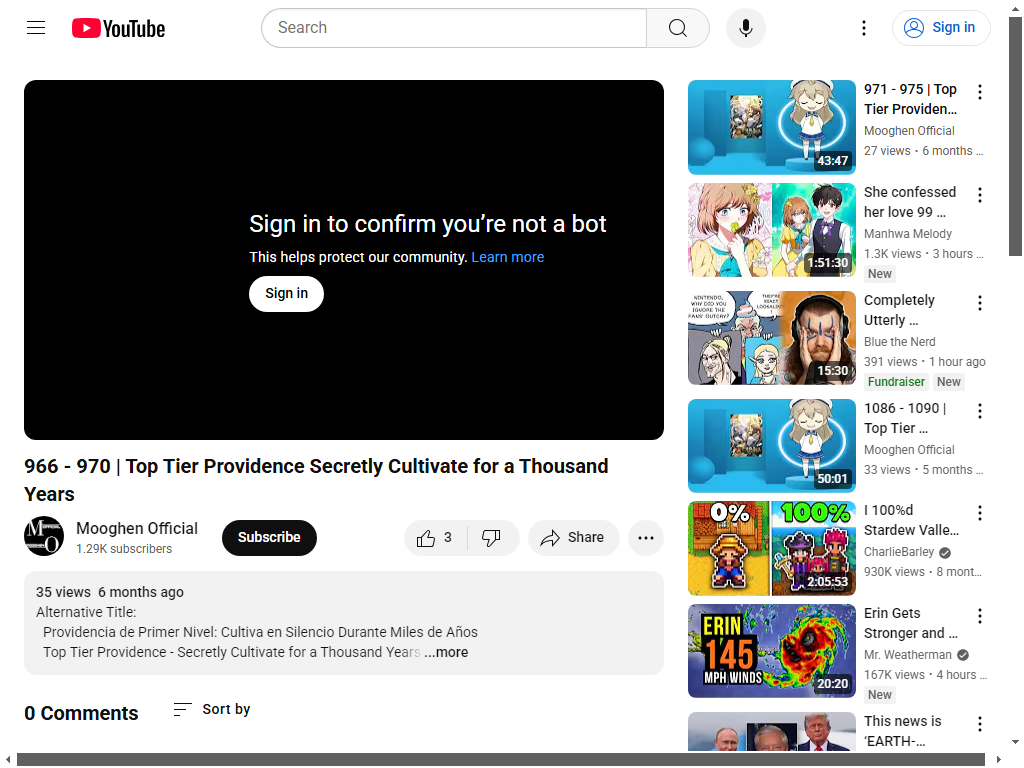 YouTube
Search
Sign in
Sign in to confirm you’re not a bot
This helps protect our community. Learn more
Sign in
966 - 970 | Top Tier Providence Secretly Cultivate for a Thousand
Years
Mooghen Official
1.29K subscribers
Subscribe
3
Share
35 views 6 months ago
Alternative Title:
Providencia de Primer Nivel: Cultiva en Silencio Durante Miles de Años
Top Tier Providence - Secretly Cultivate for a Thousand Years ...more
0 Comments
Sort by
43:47
971 - 975 | Top
Tier Providen...
Mooghen Official
27 views • 6 months ...
1:51:30
She confessed
her love 99 ...
Manhwa Melody
1.3K views • 3 hours ...
New
NINTENDO,
WHY DID YOU
IGNORE THE
FANS' OUTCRY?
15:30
Completely
Utterly ...
Blue the Nerd
391 views • 1 hour ago
Fundraiser New
50:01
1086 - 1090 |
Top Tier ...
Mooghen Official
33 views • 5 months ...
0% 100%
2:05:53
I 100%d
Stardew Valle...
CharlieBarley
930K views • 8 mont...
ERIN
145
MPH WINDS
20:20
Erin Gets
Stronger and ...
Mr. Weatherman
167K views • 4 hours ...
New
This news is
‘EARTH-...